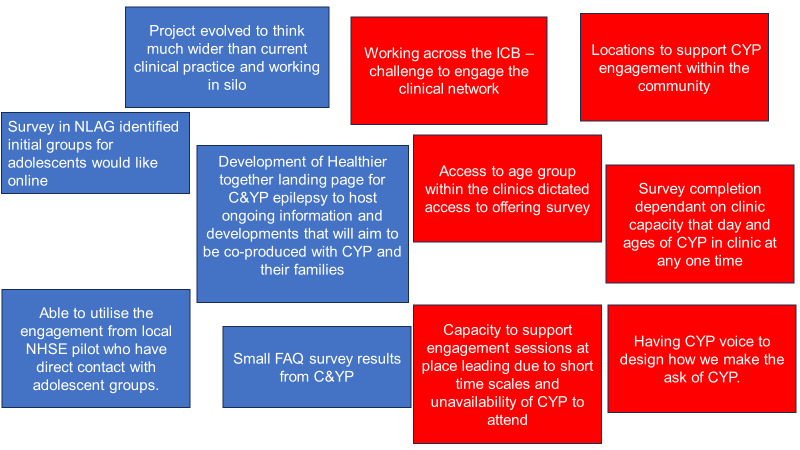 Project evolved to think
much wider than current
clinical practice and working
in silo
Working across the ICB –
challenge to engage the
clinical network
Locations to support CYP
engagement within the
community
Survey in NLAG identified
initial groups for
adolescents would like
online
Development of Healthier
together landing page for
C&YP epilepsy to host
ongoing information and
developments that will aim to
be co-produced with CYP and
their families
Access to age group
within the clinics dictated
access to offering survey
Survey completion
dependant on clinic
capacity that day and
ages of CYP in clinic at
any one time
Able to utilise the
engagement from local
NHSE pilot who have
direct contact with
adolescent groups.
Small FAQ survey results
from C&YP
Capacity to support
engagement sessions at
place leading due to short
time scales and
unavailability of CYP to
attend
Having CYP voice to
design how we make the
ask of CYP.